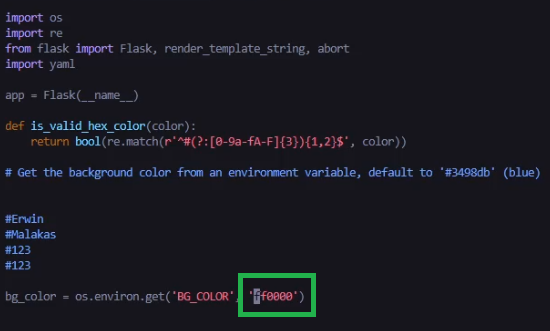 import os
import re
from flask import Flask, render_template_string, abort
import yaml
app = Flask(__name__)
def is_valid_hex_color(color):
return bool(re.match(r'^#(?:[0-9a-fA-F]{3}){1,2}$', color))
# Get the background color from an environment variable, default to '#3498db' (blue)
#Erwin
#Malakas
#123
#123
bg_color = os.environ.get('BG_COLOR', 'ff0000')